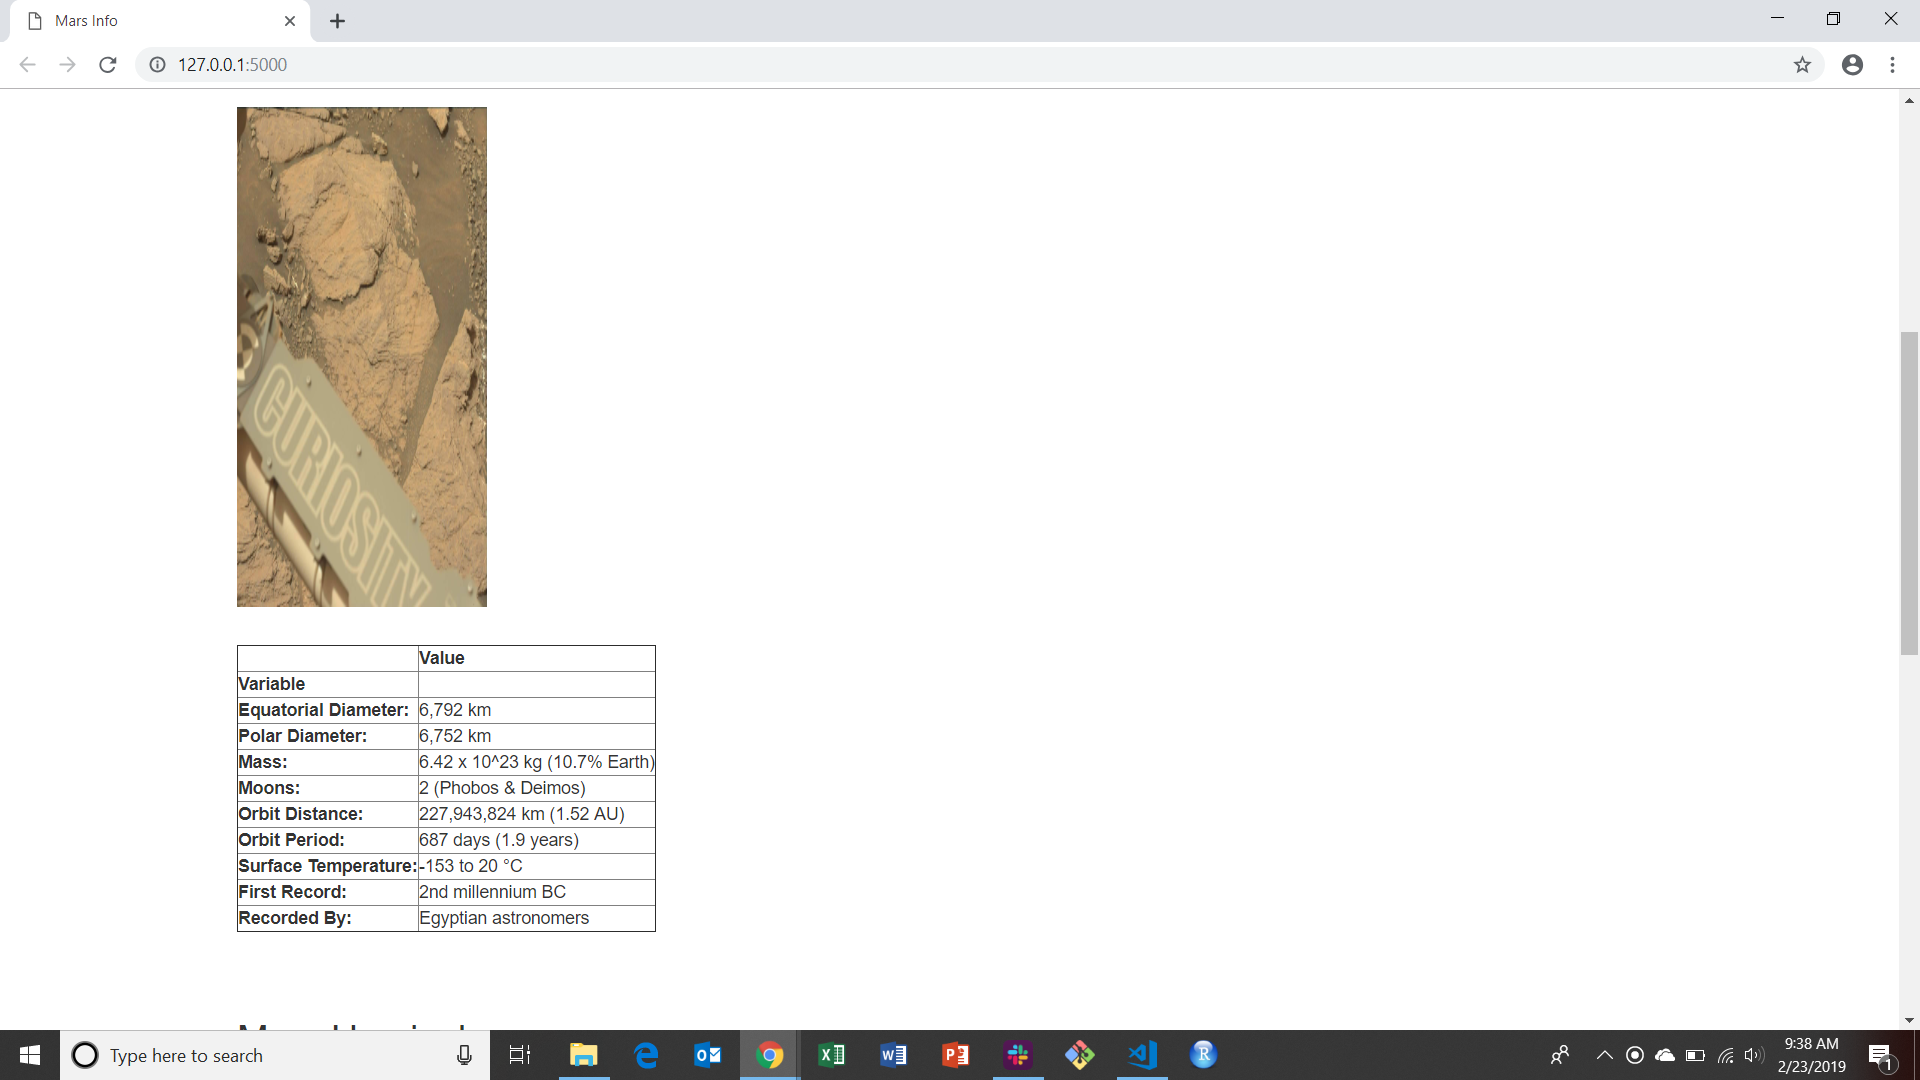 Mars Info
127.0.0.1:5000
CURIOSITY
Value
Variable
Equatorial Diameter: 6,792 km
Polar Diameter: 6,752 km
Mass: 6.42 x 10^23 kg (10.7% Earth)
Moons: 2 (Phobos & Deimos)
Orbit Distance: 227,943,824 km (1.52 AU)
Orbit Period: 687 days (1.9 years)
Surface Temperature: -153 to 20 °C
First Record: 2nd millennium BC
Recorded By: Egyptian astronomers
Type here to search
9:38 AM
2/23/2019
1